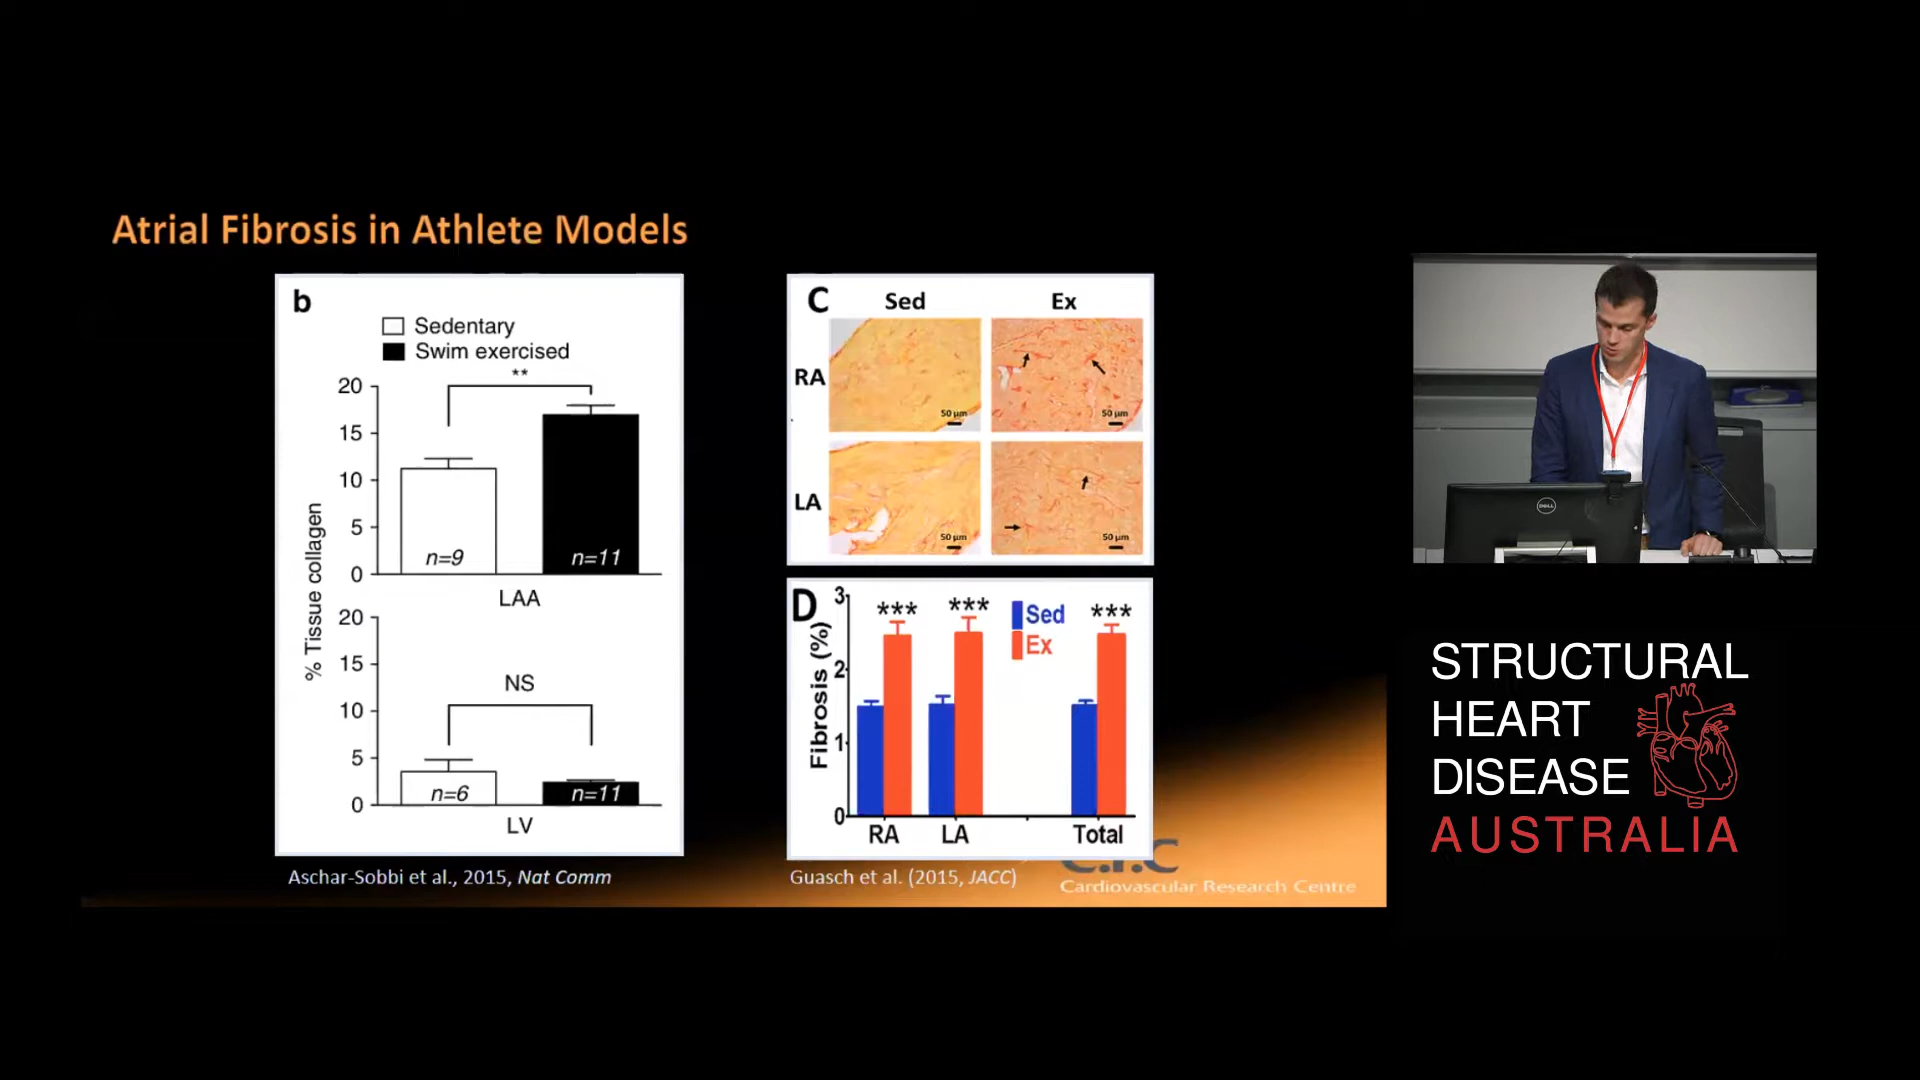 Atrial Fibrosis in Athlete Models
b
Sedentary
Swim exercised
**
20
15
10
5
0
n=9
n=11
LAA
% Tissue collagen
20
15
10
5
0
NS
n=6
n=11
LV
Aschar-Sobbi et al., 2015, Nat Comm
C
Sed
Ex
RA
50 µm
50 µm
LA
50 µm
50 µm
D
Fibrosis (%)
3
2
1
0
***
***
***
Sed
Ex
RA
LA
Total
Guasch et al. (2015, JACC)
Cardiovascular Research Centre
DELL
STRUCTURAL
HEART
DISEASE
AUSTRALIA